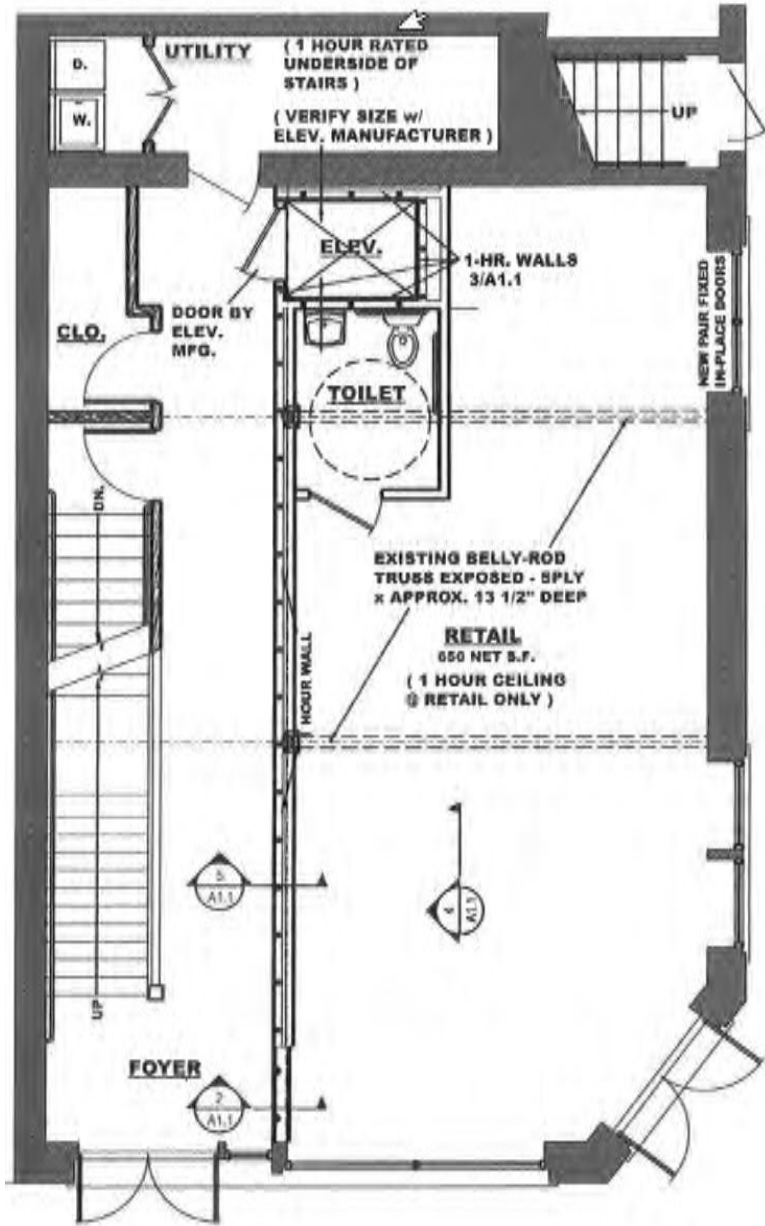 UTILITY
( 1 HOUR RATED
UNDERSIDE OF
STAIRS )
D.
W.
( VERIFY SIZE w/
ELEV. MANUFACTURER )
UP
ELEV.
1-HR. WALLS
3/A1.1
DOOR BY
ELEV.
MFG.
CLO.
NEW PAIR FIXED
IN-PLACE DOORS
TOILET
DN.
EXISTING BELLY-ROD
TRUSS EXPOSED - 5PLY
x APPROX. 13 1/2" DEEP
RETAIL
650 NET S.F.
( 1 HOUR CEILING
@ RETAIL ONLY )
1 HOUR WALL
5
A1.1
4
A1.1
UP
FOYER
2
A1.1